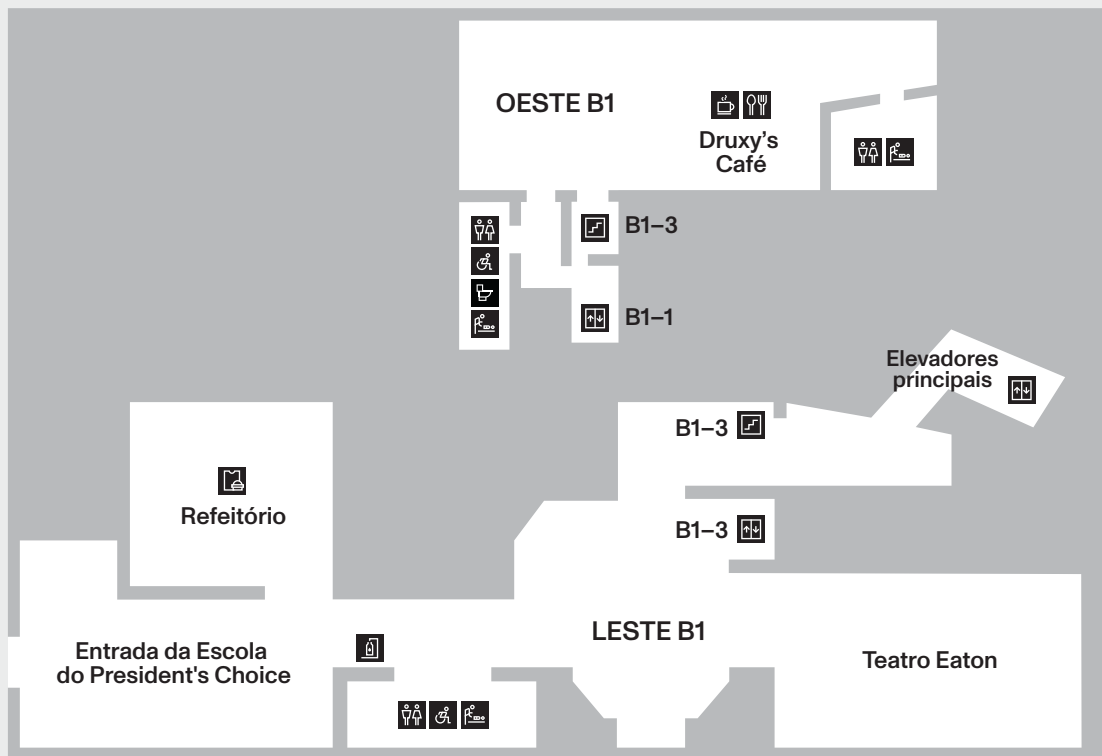 OESTE B1
Druxy’s
Café
B1–3
B1–1
Elevadores
principais
B1–3
Refeitório
B1–3
LESTE B1
Entrada da Escola
do President's Choice
Teatro Eaton